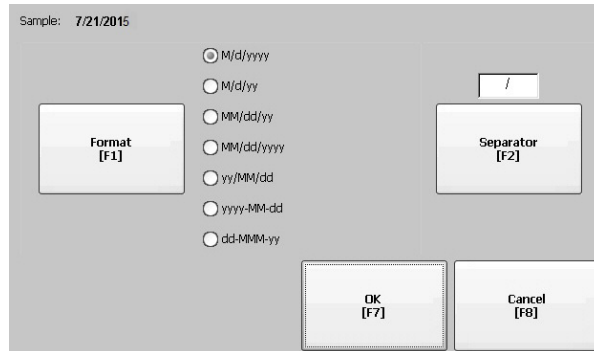 Sample: 7/21/2015
M/d/yyyy
M/d/yy
MM/dd/yy
MM/dd/yyyy
yy/MM/dd
yyyy-MM-dd
dd-MMM-yy
Format
[F1]
/
Separator
[F2]
OK
[F7]
Cancel
[F8]